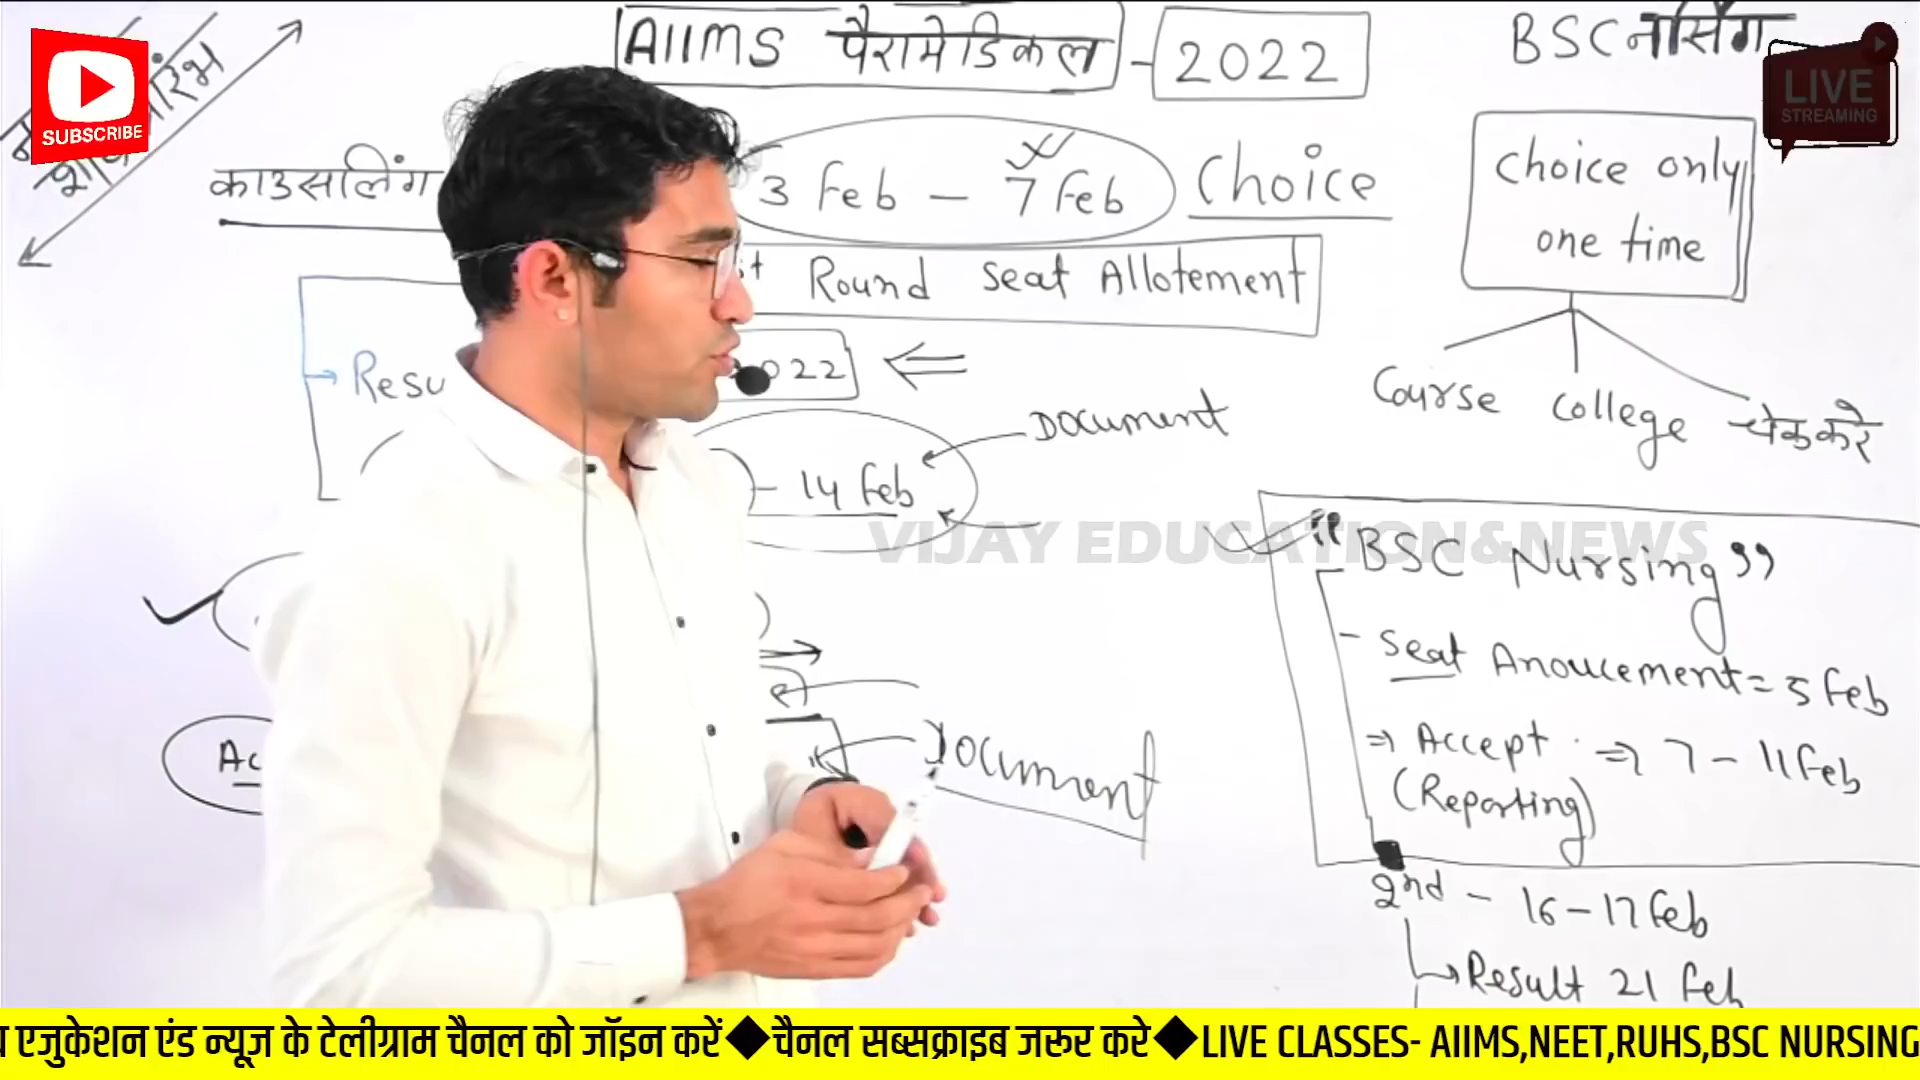 AIIMS पैरामेडिकल - 2022
BSC नर्सिंग
SUBSCRIBE
LIVE
STREAMING
काउसलिंग
3 Feb - 7 Feb
Choice
choice only
one time
Round Seat Allotement
Resu
2022
Course
college
चेक करे
Document
- 14 Feb
VIJAY EDUCATION&NEWS
"BSC Nursing"
- Seat Anoucement = 5 Feb
⇒ Accept ⇒ 7 - 11 Feb
(Reporting)
Ac
Document
2nd - 16-17 Feb
Result 21 Feb
एजुकेशन एंड न्यूज़ के टेलीग्राम चैनल को जॉइन करें◆चैनल सब्सक्राइब जरूर करे◆LIVE CLASSES- AIIMS,NEET,RUHS,BSC NURSING